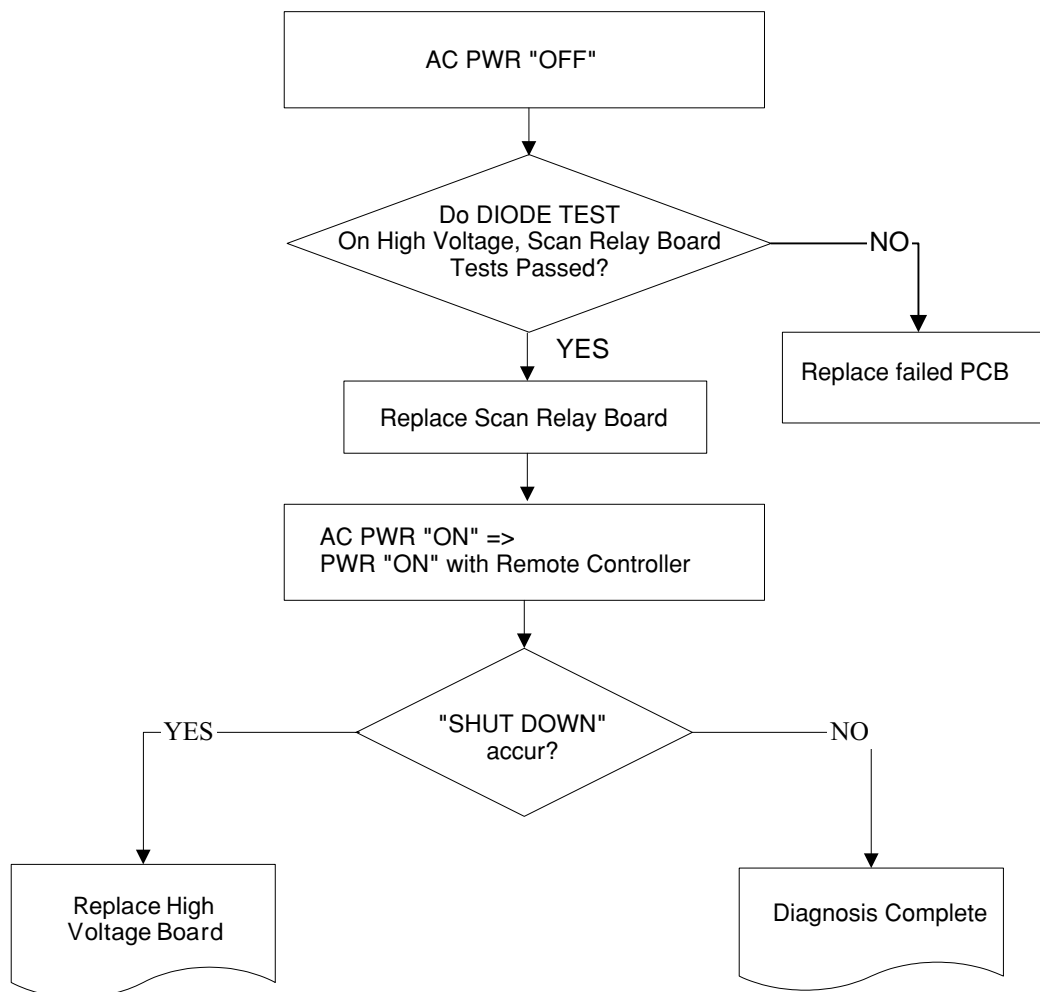 AC PWR "OFF"
Do DIODE TEST
On High Voltage, Scan Relay Board
Tests Passed?
NO
YES
Replace failed PCB
Replace Scan Relay Board
AC PWR "ON" =>
PWR "ON" with Remote Controller
"SHUT DOWN"
accur?
YES
NO
Replace High
Voltage Board
Diagnosis Complete